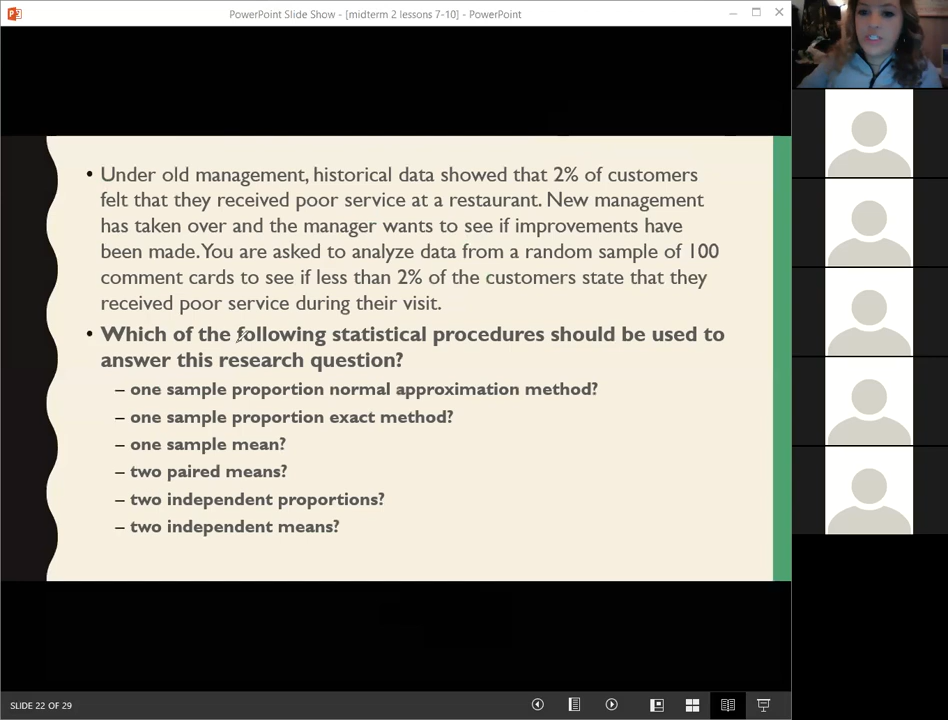 PowerPoint Slide Show - [midterm 2 lessons 7-10] - PowerPoint
• Under old management, historical data showed that 2% of customers
felt that they received poor service at a restaurant. New management
has taken over and the manager wants to see if improvements have
been made. You are asked to analyze data from a random sample of 100
comment cards to see if less than 2% of the customers state that they
received poor service during their visit.
• Which of the following statistical procedures should be used to
answer this research question?
– one sample proportion normal approximation method?
– one sample proportion exact method?
– one sample mean?
– two paired means?
– two independent proportions?
– two independent means?
SLIDE 22 OF 29